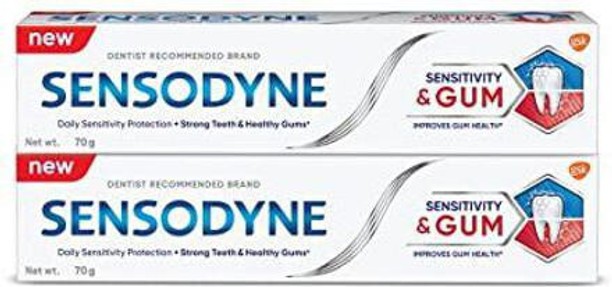 new
DENTIST RECOMMENDED BRAND
SENSODYNE
Daily Sensitivity Protection • Strong Teeth & Healthy Gums*
Net wt. 70g
SENSITIVITY
& GUM
IMPROVES GUM HEALTH*
gsk
new
DENTIST RECOMMENDED BRAND
SENSODYNE
Daily Sensitivity Protection • Strong Teeth & Healthy Gums*
Net wt. 70g
SENSITIVITY
& GUM
IMPROVES GUM HEALTH*
gsk